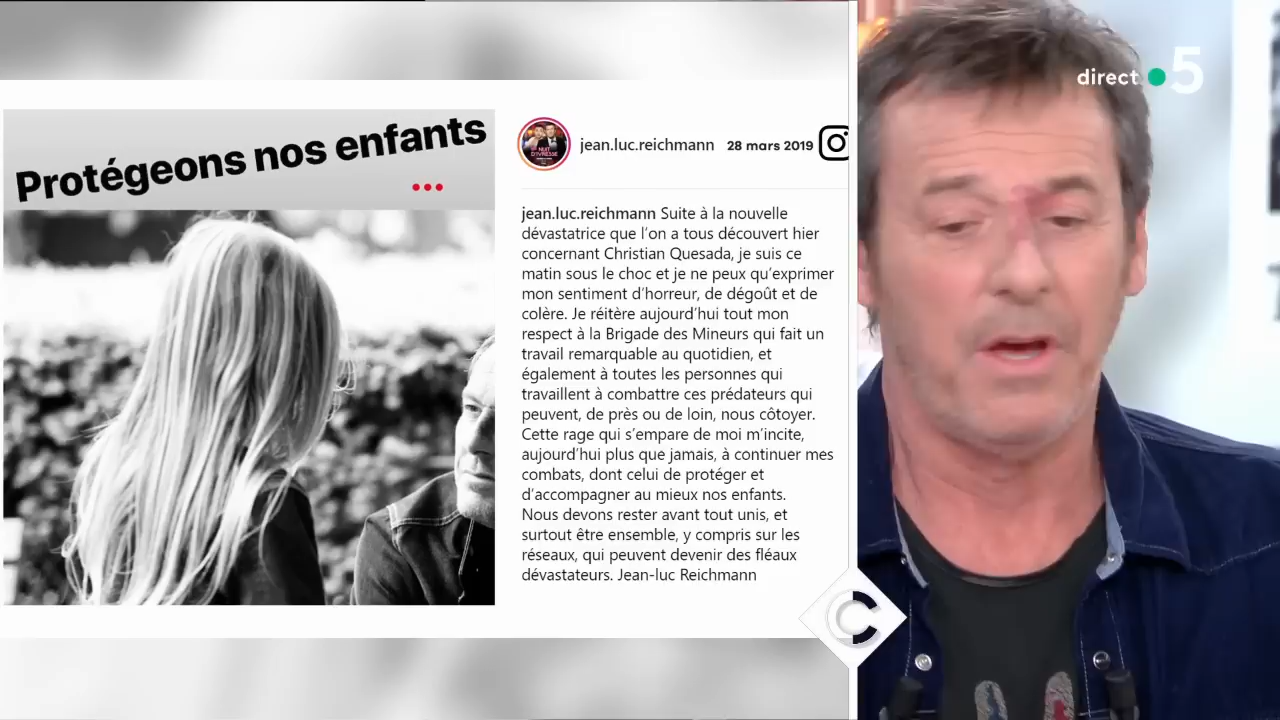 direct 5
Protégeons nos enfants
...
jean.luc.reichmann 28 mars 2019
jean.luc.reichmann Suite à la nouvelle
dévastatrice que l'on a tous découvert hier
concernant Christian Quesada, je suis ce
matin sous le choc et je ne peux qu'exprimer
mon sentiment d'horreur, de dégoût et de
colère. Je réitère aujourd'hui tout mon
respect à la Brigade des Mineurs qui fait un
travail remarquable au quotidien, et
également à toutes les personnes qui
travaillent à combattre ces prédateurs qui
peuvent, de près ou de loin, nous côtoyer.
Cette rage qui s'empare de moi m'incite,
aujourd'hui plus que jamais, à continuer mes
combats, dont celui de protéger et
d'accompagner au mieux nos enfants.
Nous devons rester avant tout unis, et
surtout être ensemble, y compris sur les
réseaux, qui peuvent devenir des fléaux
dévastateurs. Jean-luc Reichmann
C